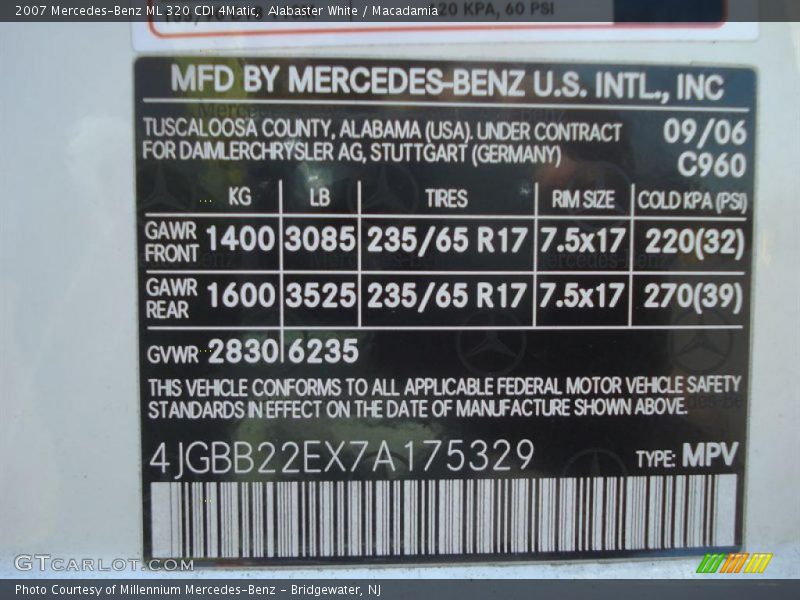 2007 Mercedes-Benz ML 320 CDI 4Matic, Alabaster White / Macadamia
20 KPA, 60 PSI
MFD BY MERCEDES-BENZ U.S. INTL., INC
TUSCALOOSA COUNTY, ALABAMA (USA). UNDER CONTRACT 09/06
FOR DAIMLERCHRYSLER AG, STUTTGART (GERMANY) C960
KG LB TIRES RIM SIZE COLD KPA (PSI)
GAWR FRONT 1400 3085 235/65 R17 7.5x17 220(32)
GAWR REAR 1600 3525 235/65 R17 7.5x17 270(39)
GVWR 2830 6235
THIS VEHICLE CONFORMS TO ALL APPLICABLE FEDERAL MOTOR VEHICLE SAFETY
STANDARDS IN EFFECT ON THE DATE OF MANUFACTURE SHOWN ABOVE.
4JGBB22EX7A175329 TYPE: MPV
GTCARLOT.COM
Photo Courtesy of Millennium Mercedes-Benz - Bridgewater, NJ